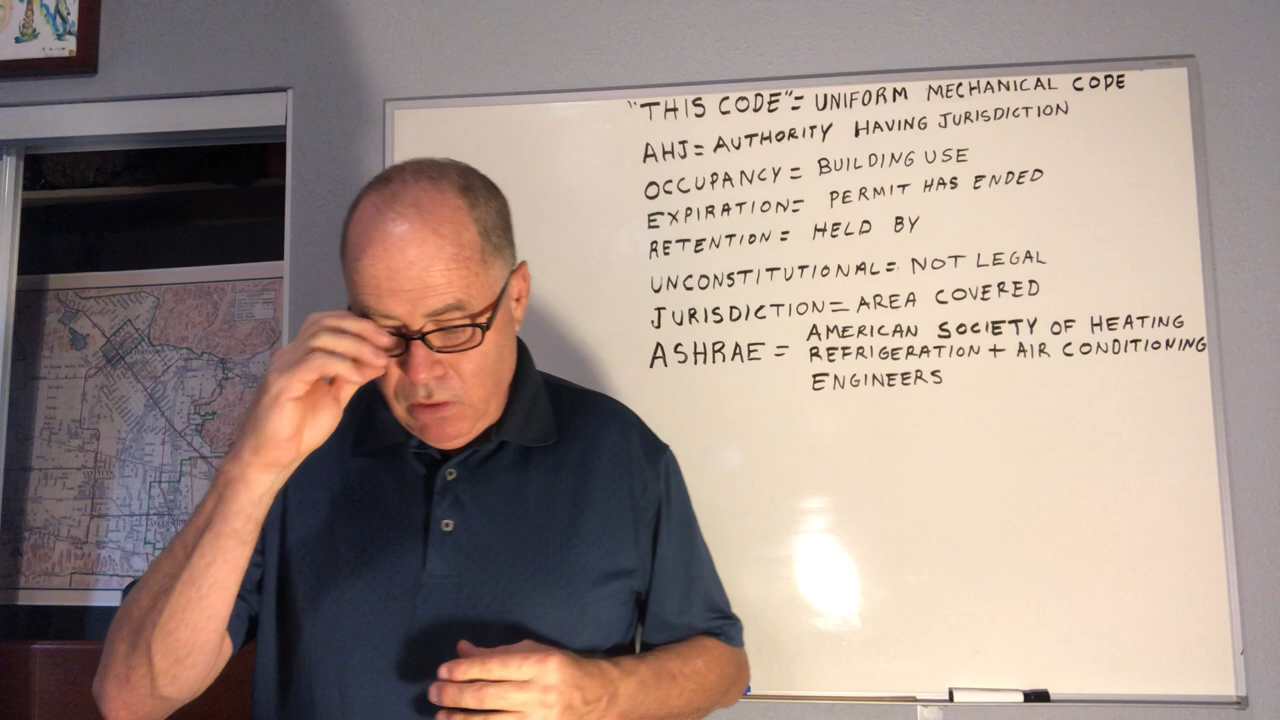 "THIS CODE"= UNIFORM MECHANICAL CODE
AHJ= AUTHORITY HAVING JURISDICTION
OCCUPANCY= BUILDING USE
EXPIRATION= PERMIT HAS ENDED
RETENTION= HELD BY
UNCONSTITUTIONAL= NOT LEGAL
JURISDICTION= AREA COVERED
ASHRAE = AMERICAN SOCIETY OF HEATING
REFRIGERATION + AIR CONDITIONING
ENGINEERS